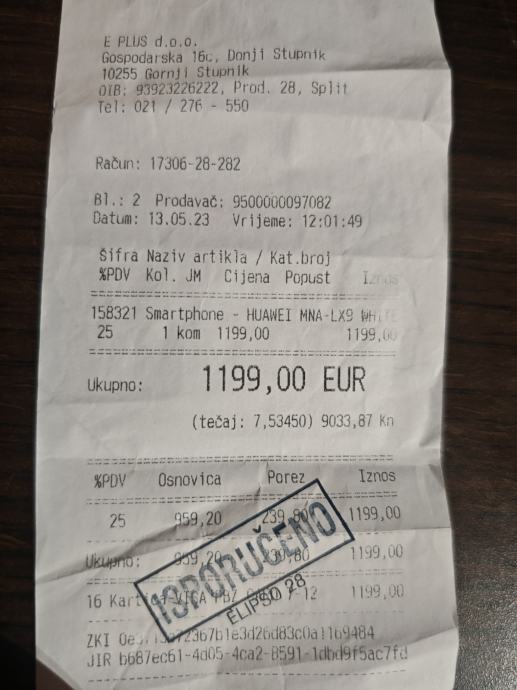 E PLUS d.o.o.
Gospodarska 16c, Donji Stupnik
10255 Gornji Stupnik
OIB: 93923226222, Prod. 28, Split
Tel: 021 / 276 - 550
Račun: 17306-28-282
Bl.: 2 Prodavač: 9500000097082
Datum: 13.05.23 Vrijeme: 12:01:49
Šifra Naziv artikla / Kat.broj
%PDV Kol. JM Cijena Popust Iznos
158321 Smartphone - HUAWEI MNA-LX9 WHITE
25 1 kom 1199,00 1199,00
Ukupno: 1199,00 EUR
(tečaj: 7,53450) 9033,87 Kn
%PDV Osnovica Porez Iznos
25 959,20 239,80 1199,00
Ukupno: 959,20 239,80 1199,00
ISPORUČENO
ELIPSO 28
16 7-12 1199,00
ZKI
JIR b687ec61-4d05-4ca2-8591-1dbd9f5ac7fd